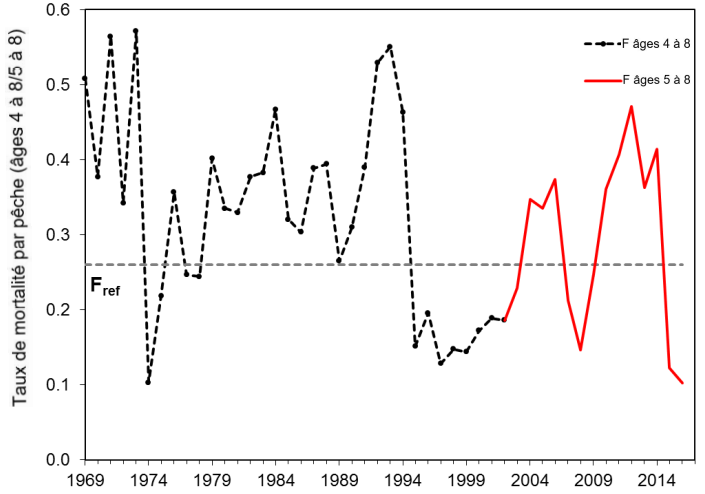 Taux de mortalité par pêche (âges 4 à 8/5 à 8)
0.6
0.5
0.4
0.3
0.2
0.1
0.0
F âges 4 à 8
F âges 5 à 8
Fref
1969 1974 1979 1984 1989 1994 1999 2004 2009 2014